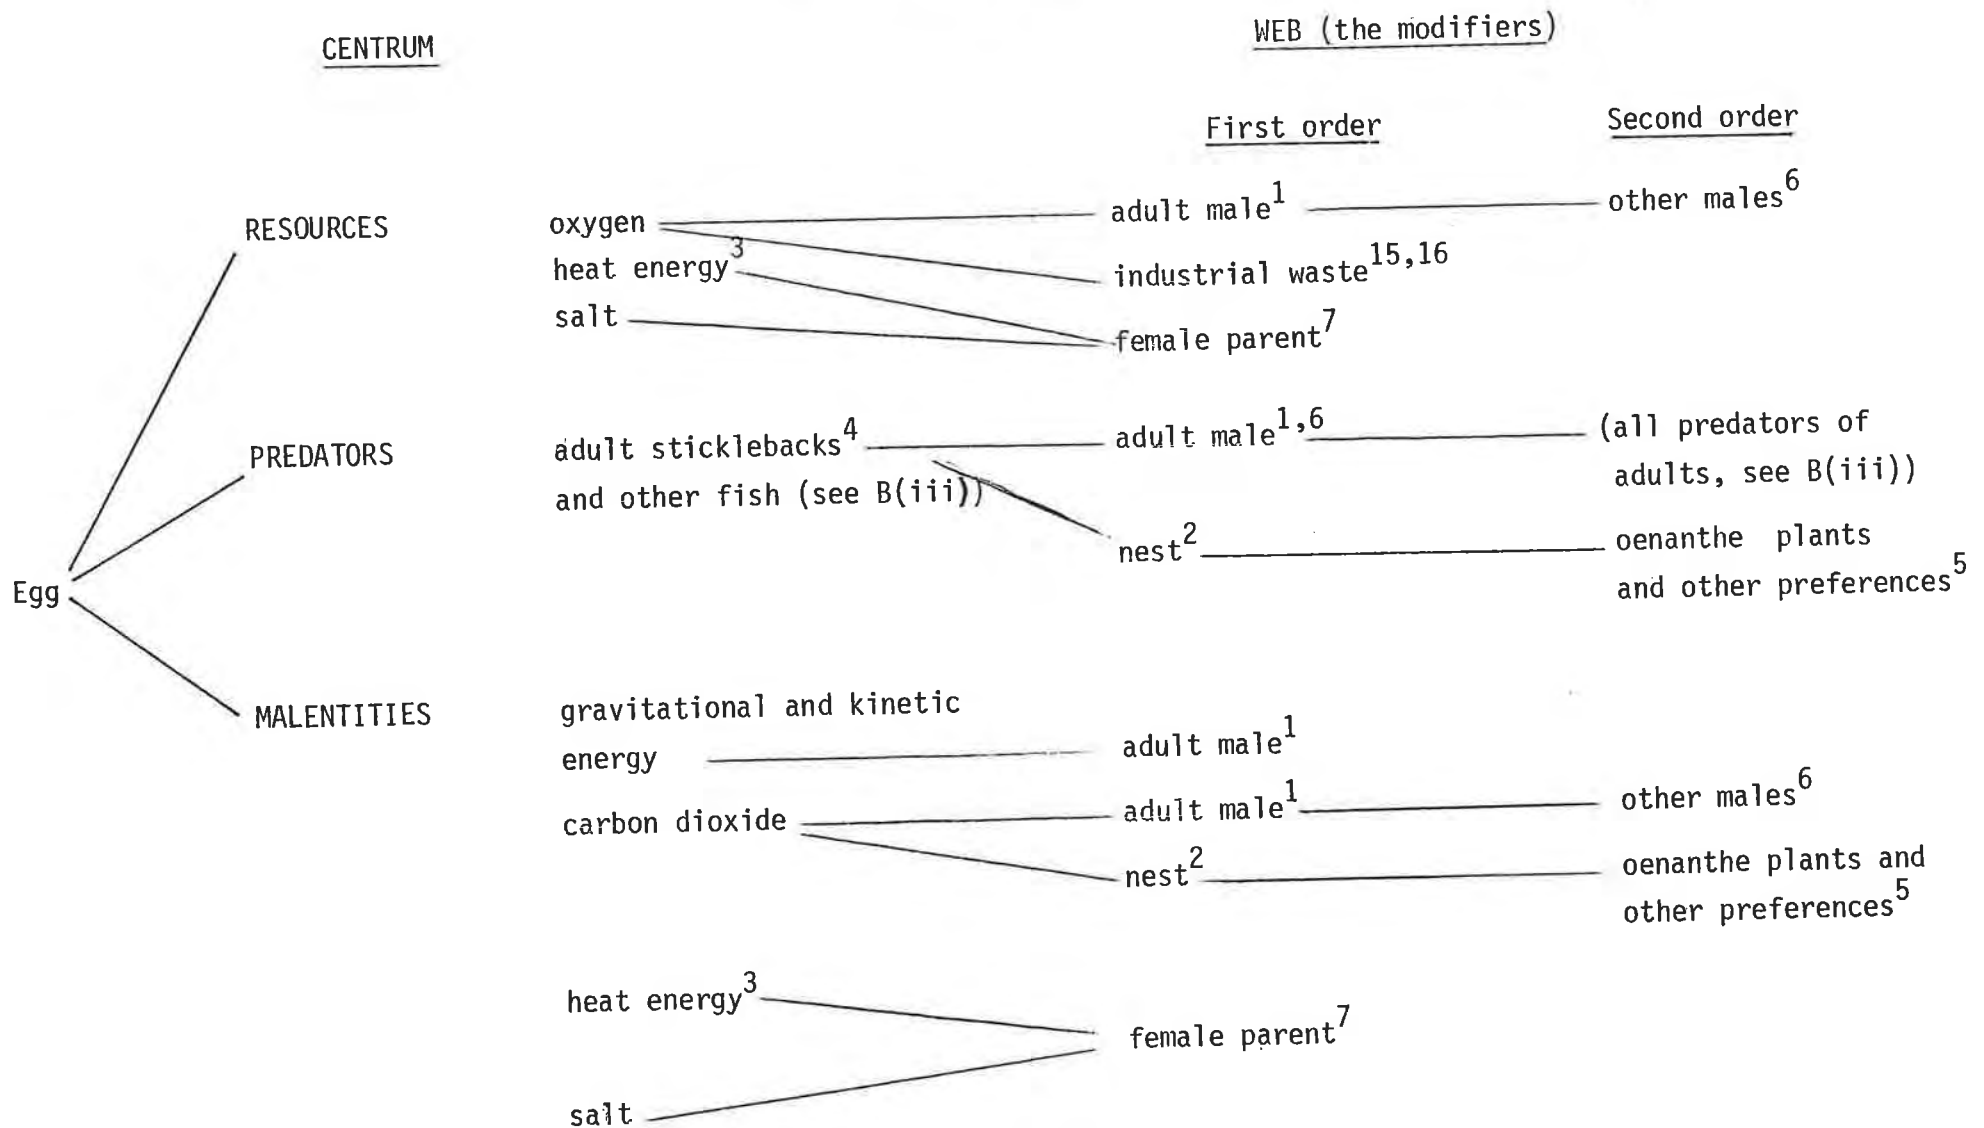 CENTRUM
WEB (the modifiers)
First order
Second order
RESOURCES
oxygen
adult male¹
other males⁶
heat energy³
industrial waste¹⁵,¹⁶
salt
female parent⁷
PREDATORS
adult sticklebacks⁴
and other fish (see B(iii))
adult male¹,⁶
(all predators of
adults, see B(iii))
nest²
oenanthe plants
and other preferences⁵
Egg
MALENTITIES
gravitational and kinetic
energy
adult male¹
carbon dioxide
adult male¹
other males⁶
nest²
oenanthe plants and
other preferences⁵
heat energy³
female parent⁷
salt